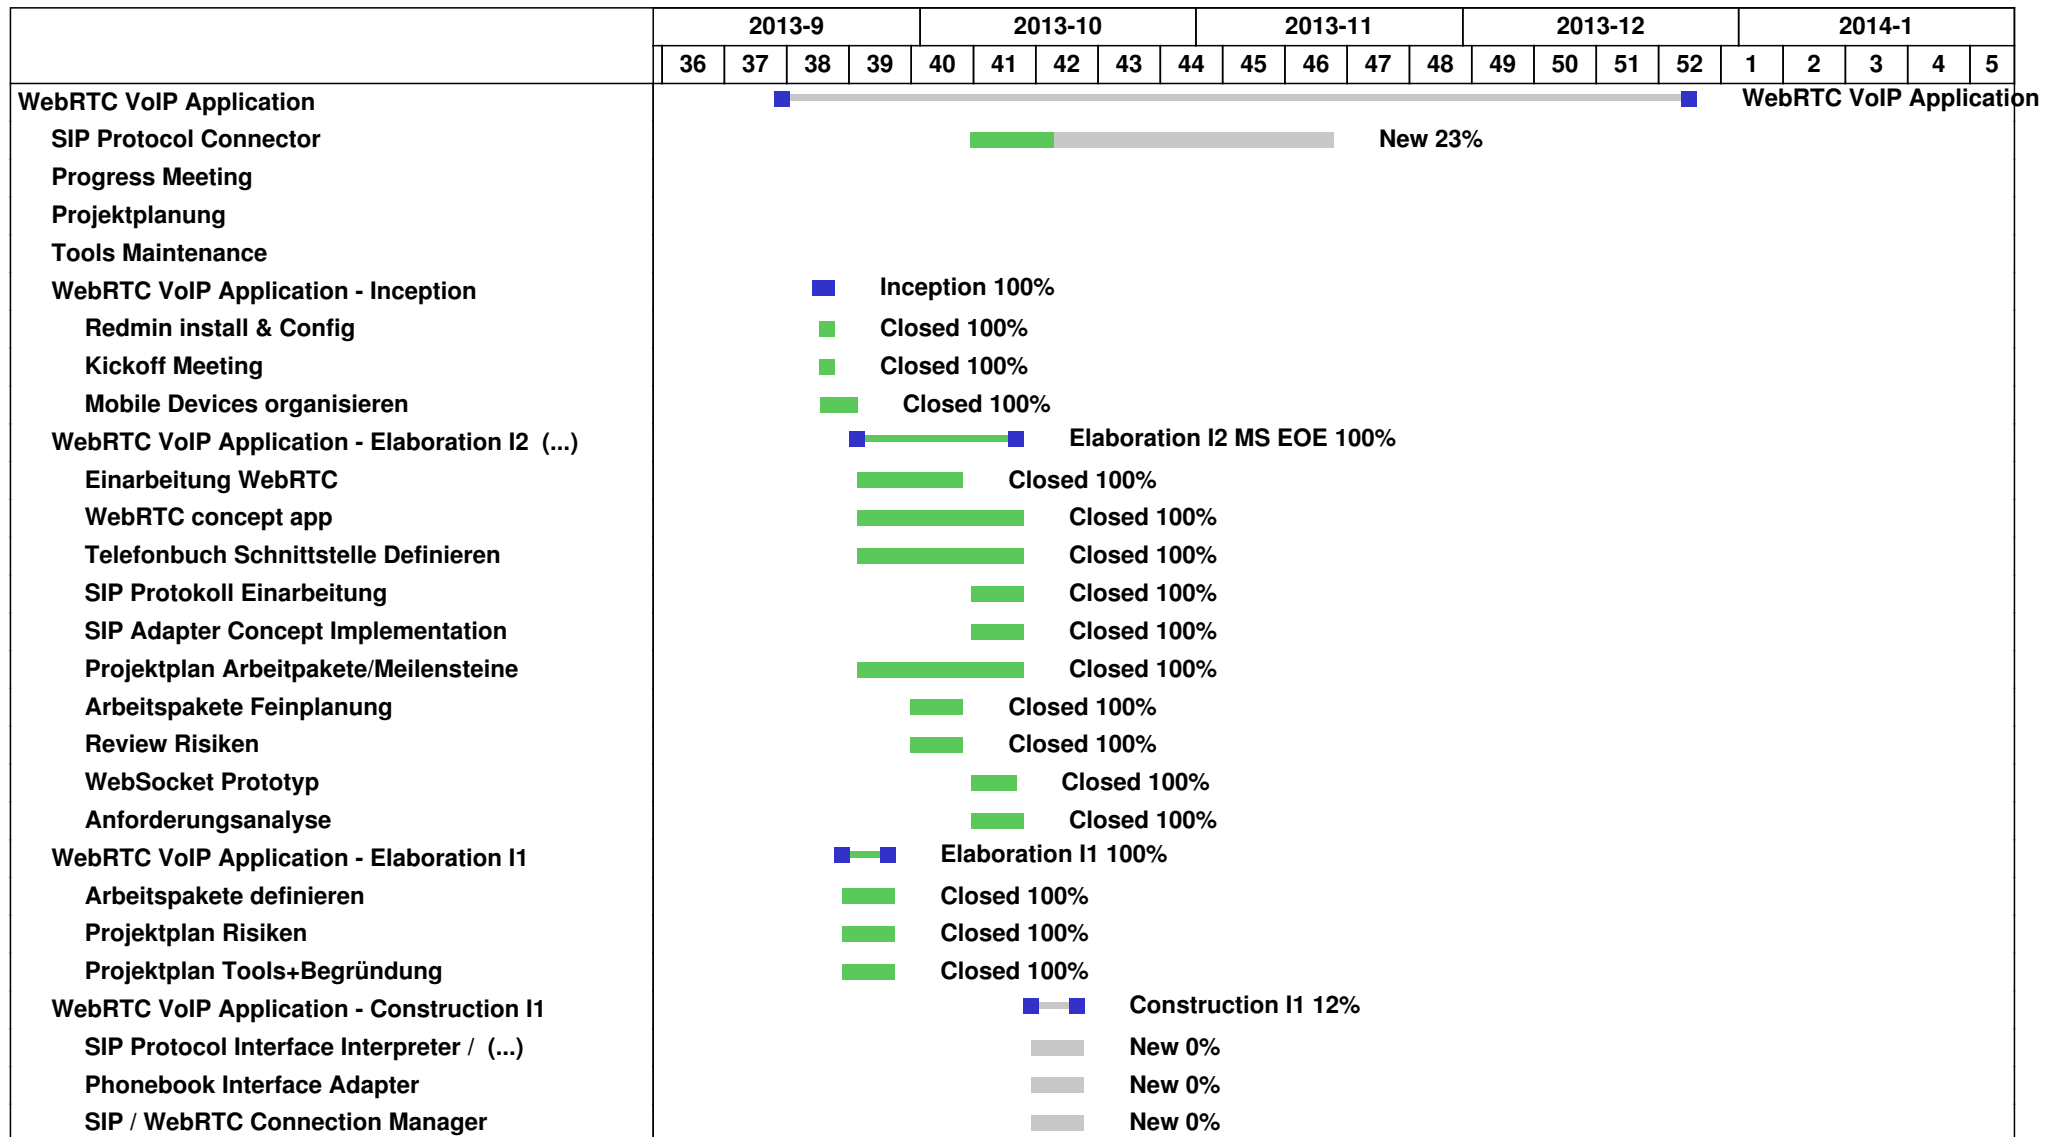 2013-9 2013-10 2013-11 2013-12 2014-1
36 37 38 39 40 41 42 43 44 45 46 47 48 49 50 51 52 1 2 3 4 5
WebRTC VoIP Application WebRTC VoIP Application
SIP Protocol Connector New 23%
Progress Meeting
Projektplanung
Tools Maintenance
WebRTC VoIP Application - Inception Inception 100%
Redmin install & Config Closed 100%
Kickoff Meeting Closed 100%
Mobile Devices organisieren Closed 100%
WebRTC VoIP Application - Elaboration I2 (...) Elaboration I2 MS EOE 100%
Einarbeitung WebRTC Closed 100%
WebRTC concept app Closed 100%
Telefonbuch Schnittstelle Definieren Closed 100%
SIP Protokoll Einarbeitung Closed 100%
SIP Adapter Concept Implementation Closed 100%
Projektplan Arbeitpakete/Meilensteine Closed 100%
Arbeitspakete Feinplanung Closed 100%
Review Risiken Closed 100%
WebSocket Prototyp Closed 100%
Anforderungsanalyse Closed 100%
WebRTC VoIP Application - Elaboration I1 Elaboration I1 100%
Arbeitspakete definieren Closed 100%
Projektplan Risiken Closed 100%
Projektplan Tools+Begründung Closed 100%
WebRTC VoIP Application - Construction I1 Construction I1 12%
SIP Protocol Interface Interpreter / (...) New 0%
Phonebook Interface Adapter New 0%
SIP / WebRTC Connection Manager New 0%